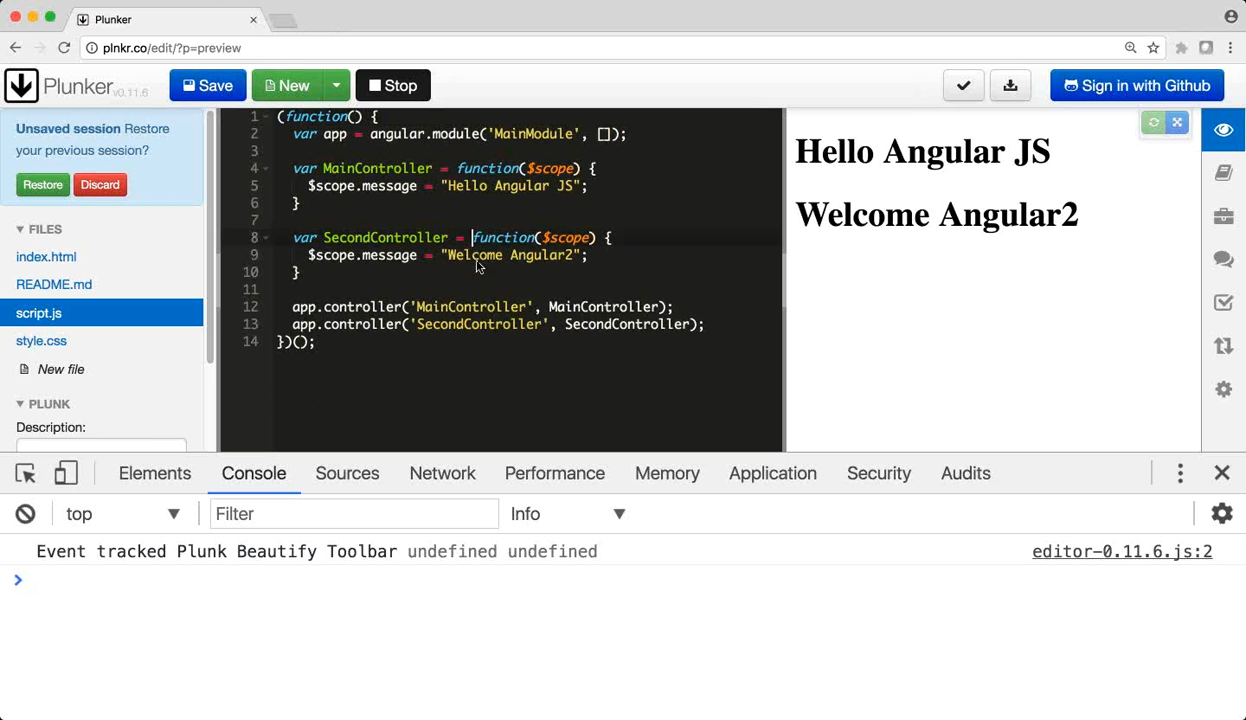 Plunker
plnkr.co/edit/?p=preview
Plunker v0.11.6
Save
New
Stop
Sign in with Github
Unsaved session Restore
your previous session?
Restore
Discard
FILES
index.html
README.md
script.js
style.css
New file
PLUNK
Description:
1 (function() {
2 var app = angular.module('MainModule', []);
3
4 var MainController = function($scope) {
5 $scope.message = "Hello Angular JS";
6 }
7
8 var SecondController = function($scope) {
9 $scope.message = "Welcome Angular2";
10 }
11
12 app.controller('MainController', MainController);
13 app.controller('SecondController', SecondController);
14 })();
Hello Angular JS
Welcome Angular2
Elements Console Sources Network Performance Memory Application Security Audits
top Filter Info
Event tracked Plunk Beautify Toolbar undefined undefined editor-0.11.6.js:2